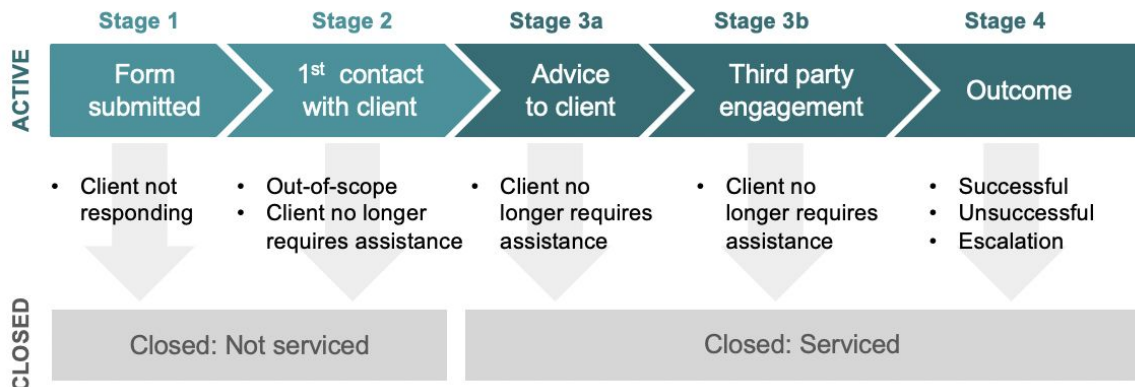 Stage 1
Stage 2
Stage 3a
Stage 3b
Stage 4
ACTIVE
Form
submitted
1st contact
with client
Advice
to client
Third party
engagement
Outcome
• Client not
responding
• Out-of-scope
• Client no longer
requires assistance
• Client no
longer requires
assistance
• Client no
longer requires
assistance
• Successful
• Unsuccessful
• Escalation
CLOSED
Closed: Not serviced
Closed: Serviced